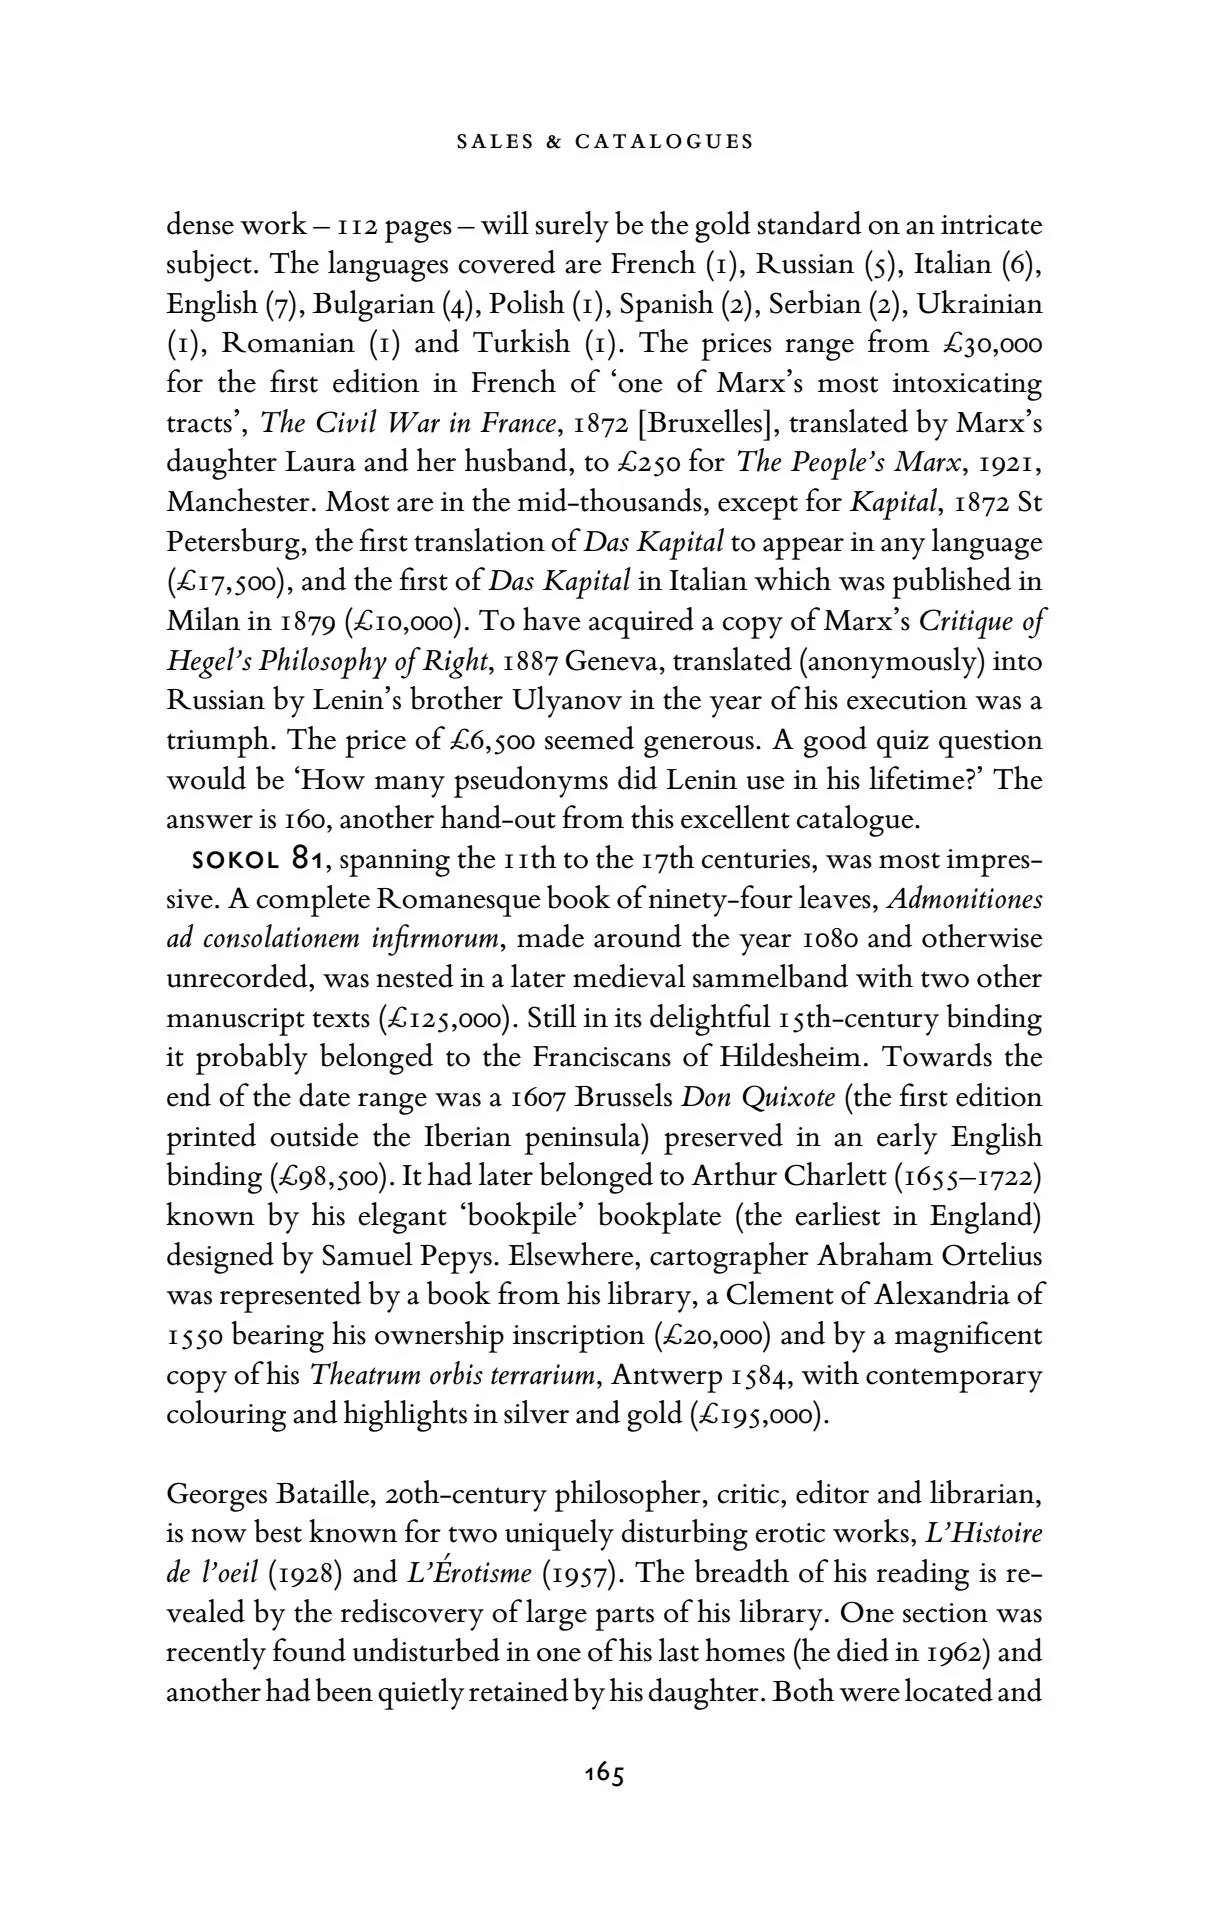 SALES & CATALOGUES
dense work – 112 pages – will surely be the gold standard on an intricate
subject. The languages covered are French (1), Russian (5), Italian (6),
English (7), Bulgarian (4), Polish (1), Spanish (2), Serbian (2), Ukrainian
(1), Romanian (1) and Turkish (1). The prices range from £30,000
for the first edition in French of ‘one of Marx’s most intoxicating
tracts’, The Civil War in France, 1872 [Bruxelles], translated by Marx’s
daughter Laura and her husband, to £250 for The People’s Marx, 1921,
Manchester. Most are in the mid-thousands, except for Kapital, 1872 St
Petersburg, the first translation of Das Kapital to appear in any language
(£17,500), and the first of Das Kapital in Italian which was published in
Milan in 1879 (£10,000). To have acquired a copy of Marx’s Critique of
Hegel’s Philosophy of Right, 1887 Geneva, translated (anonymously) into
Russian by Lenin’s brother Ulyanov in the year of his execution was a
triumph. The price of £6,500 seemed generous. A good quiz question
would be ‘How many pseudonyms did Lenin use in his lifetime?’ The
answer is 160, another hand-out from this excellent catalogue.
SOKOL 81, spanning the 11th to the 17th centuries, was most impres-
sive. A complete Romanesque book of ninety-four leaves, Admonitiones
ad consolationem infirmorum, made around the year 1080 and otherwise
unrecorded, was nested in a later medieval sammelband with two other
manuscript texts (£125,000). Still in its delightful 15th-century binding
it probably belonged to the Franciscans of Hildesheim. Towards the
end of the date range was a 1607 Brussels Don Quixote (the first edition
printed outside the Iberian peninsula) preserved in an early English
binding (£98,500). It had later belonged to Arthur Charlett (1655–1722)
known by his elegant ‘bookpile’ bookplate (the earliest in England)
designed by Samuel Pepys. Elsewhere, cartographer Abraham Ortelius
was represented by a book from his library, a Clement of Alexandria of
1550 bearing his ownership inscription (£20,000) and by a magnificent
copy of his Theatrum orbis terrarium, Antwerp 1584, with contemporary
colouring and highlights in silver and gold (£195,000).
Georges Bataille, 20th-century philosopher, critic, editor and librarian,
is now best known for two uniquely disturbing erotic works, L’Histoire
de l’oeil (1928) and L’Érotisme (1957). The breadth of his reading is re-
vealed by the rediscovery of large parts of his library. One section was
recently found undisturbed in one of his last homes (he died in 1962) and
another had been quietly retained by his daughter. Both were located and
165